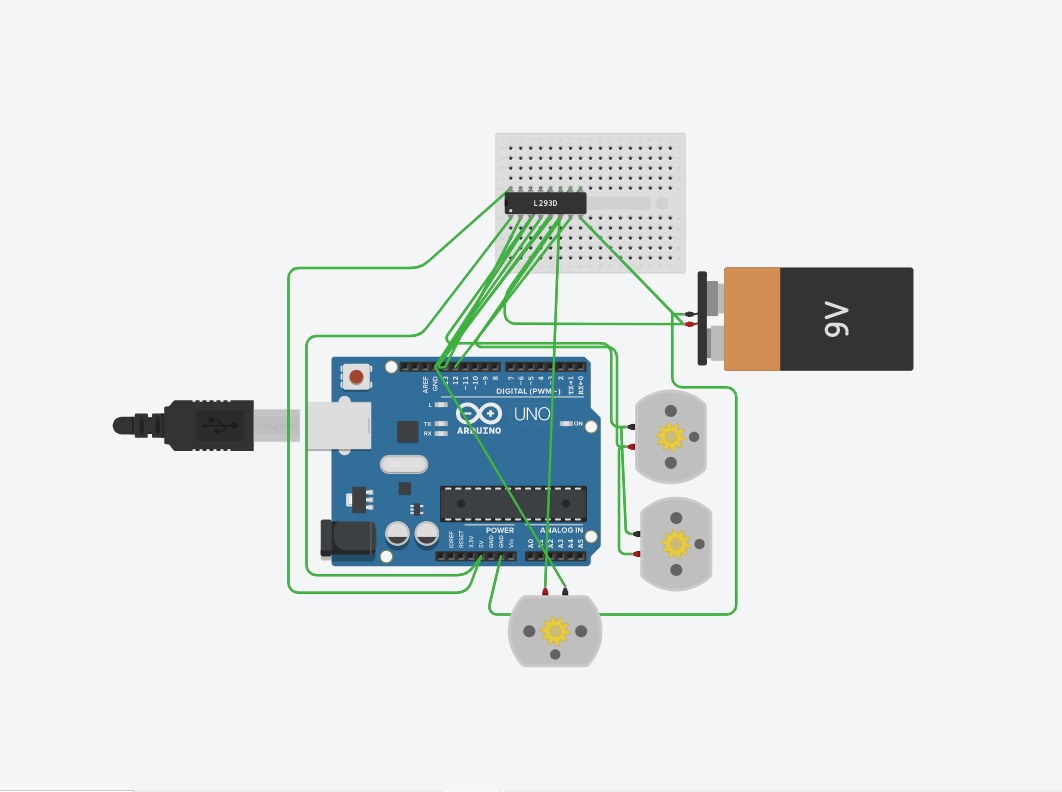 L293D
9V
AREF
GND
13
12
~11
~10
~9
8
7
~6
~5
4
~3
2
TX→1
RX←0
DIGITAL (PWM~)
L
TX
RX
UNO
ARDUINO
ON
POWER
ANALOG IN
IOREF
RESET
3.3V
5V
GND
GND
Vin
A0
A1
A2
A3
A4
A5